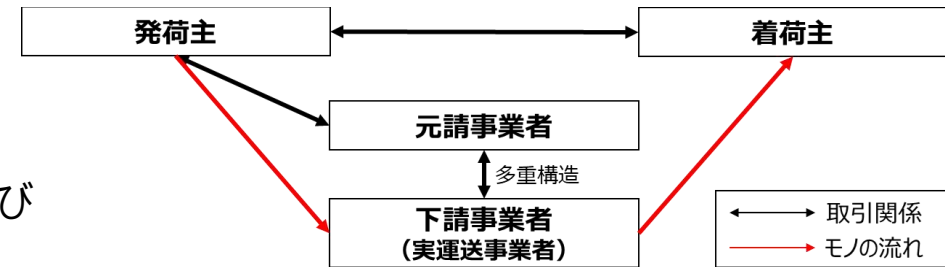 発荷主
着荷主
元請事業者
多重構造
び
下請事業者
（実運送事業者）
取引関係
モノの流れ